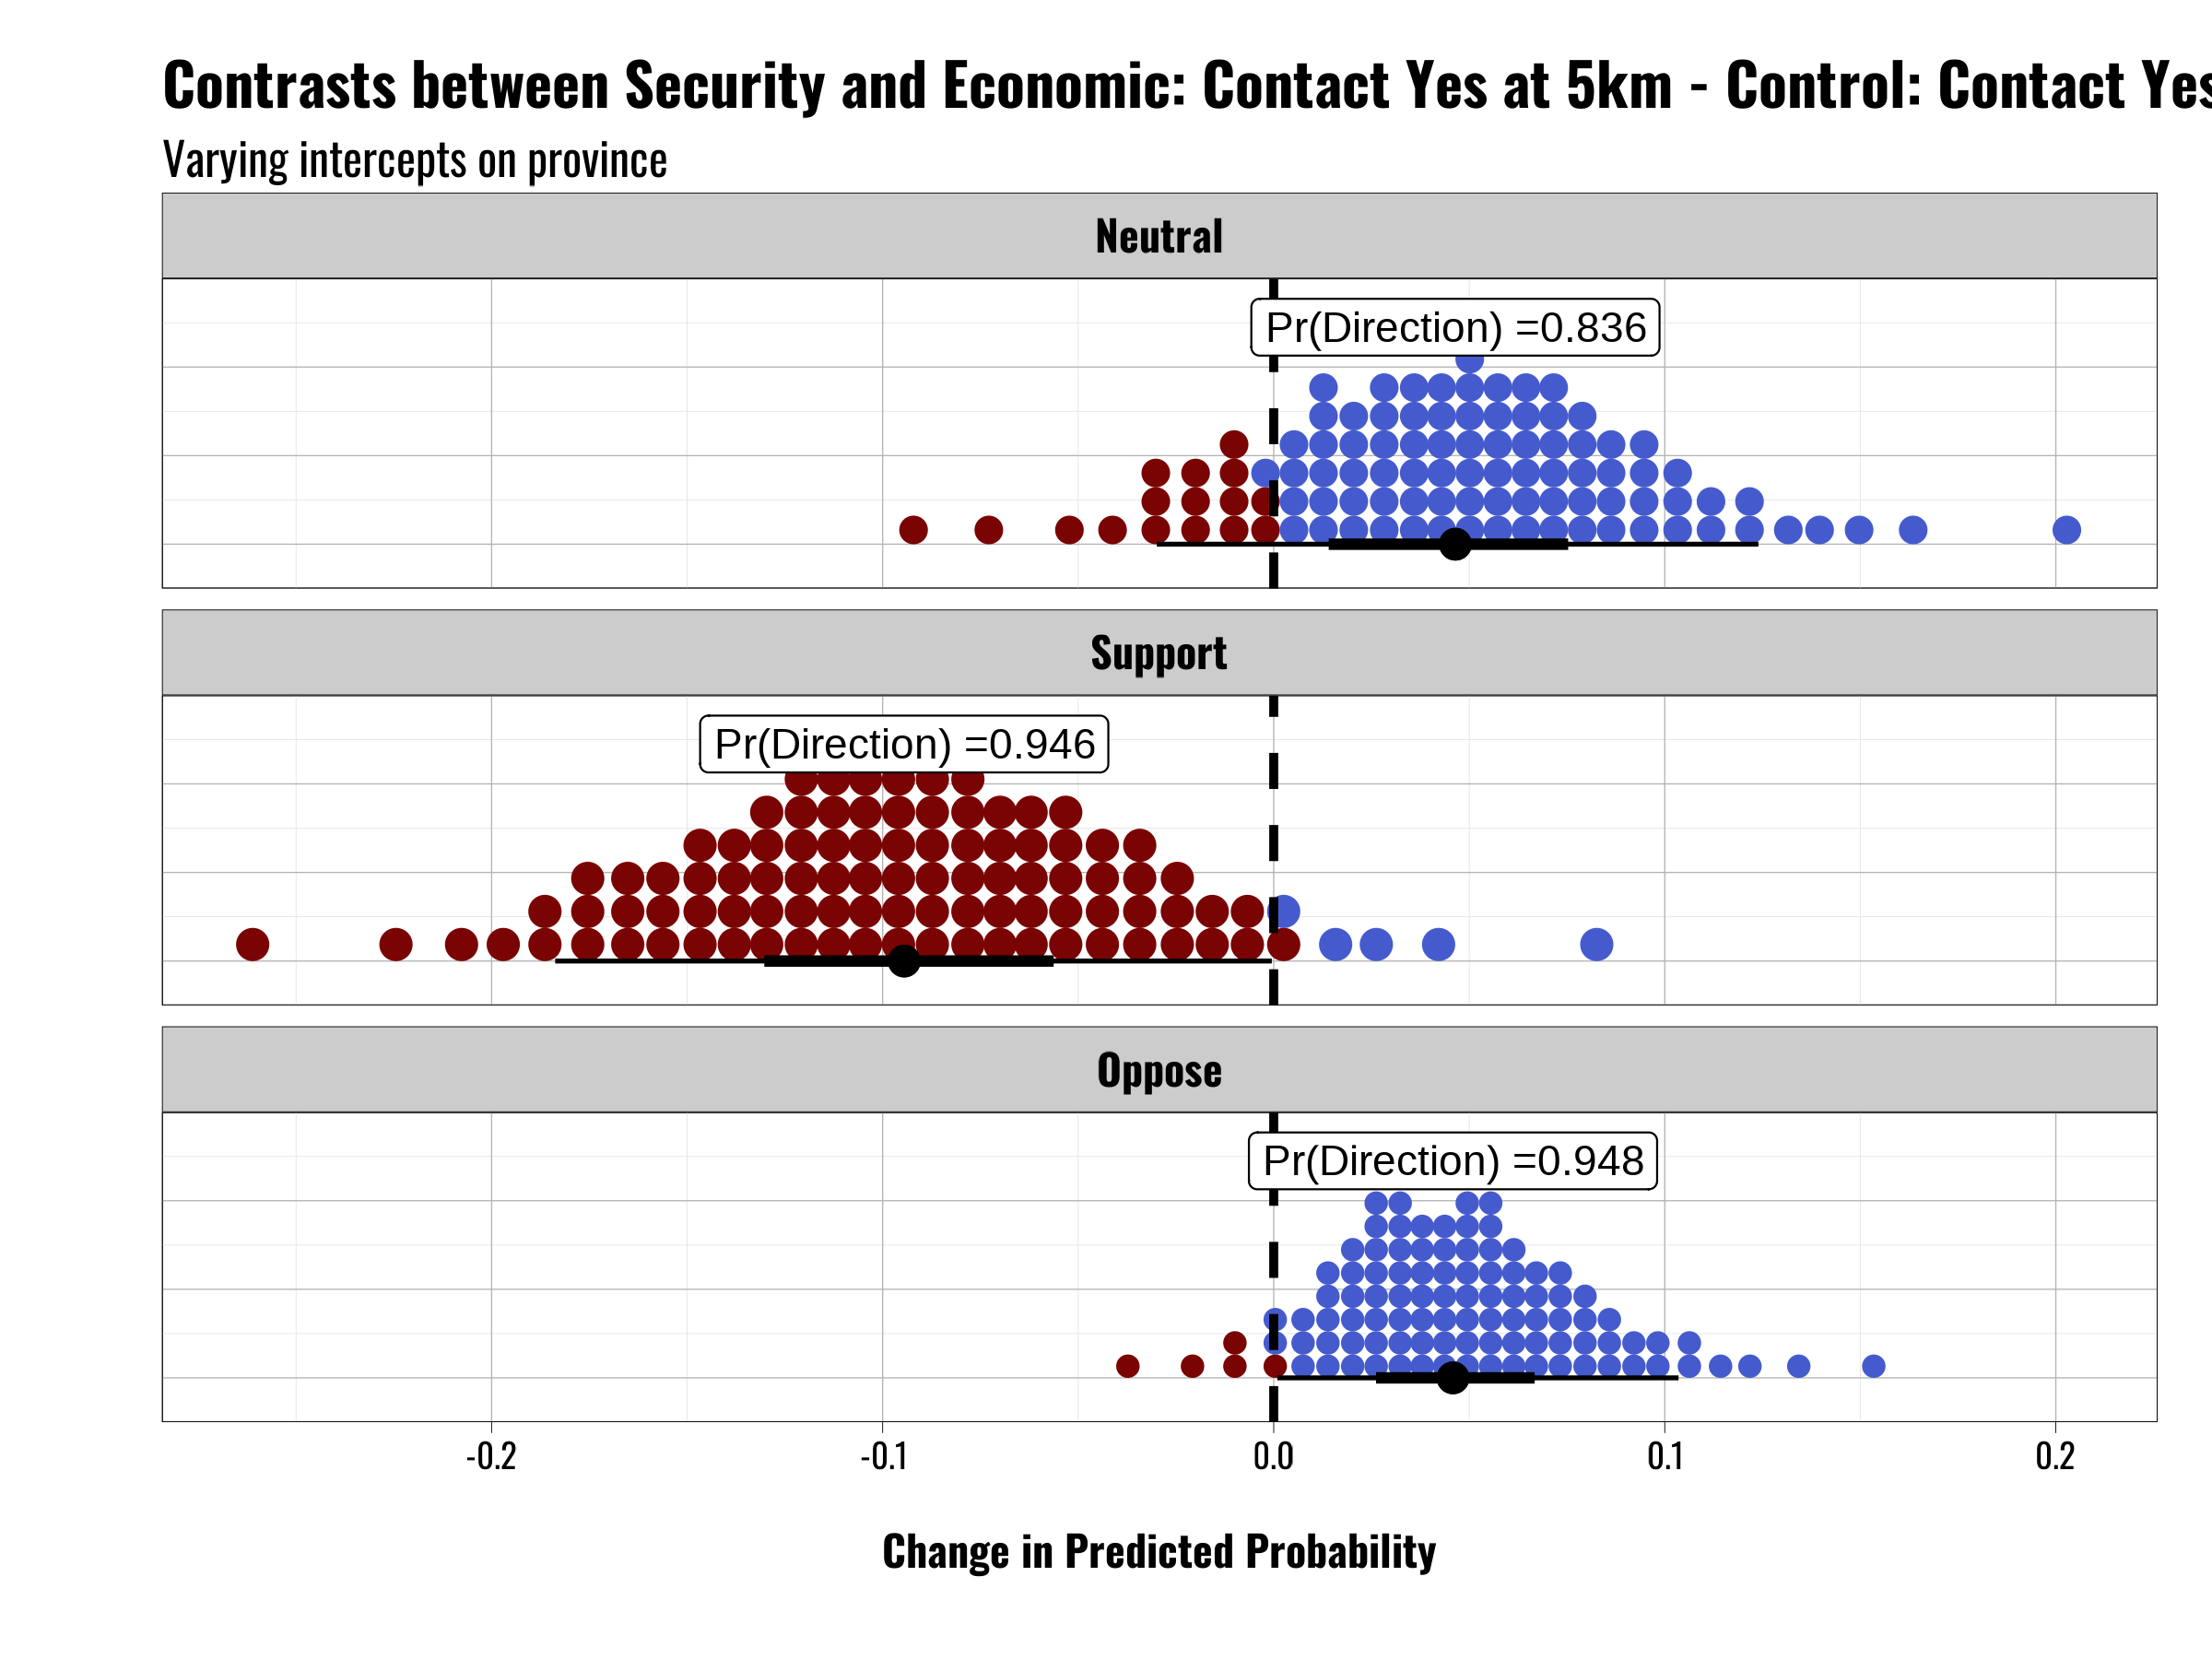 Contrasts between Security and Economic: Contact Yes at 5km - Control: Contact Yes
Varying intercepts on province
Neutral
Pr(Direction) =0.836
Support
Pr(Direction) =0.946
Oppose
Pr(Direction) =0.948
-0.2 -0.1 0.0 0.1 0.2
Change in Predicted Probability